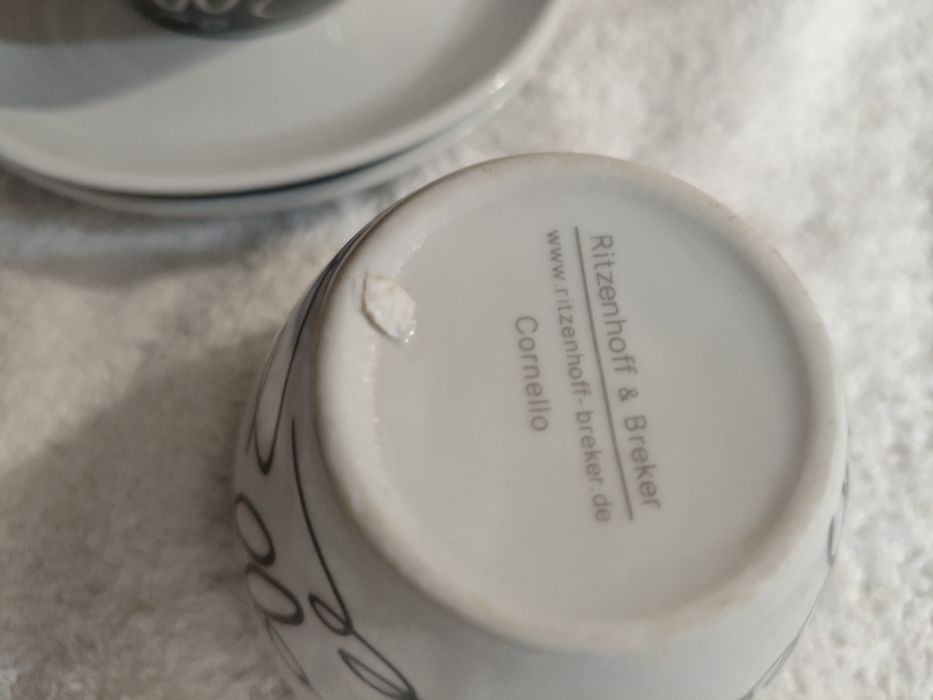 Ritzenhoff & Breker
www.ritzenhoff-breker.de
Cornello